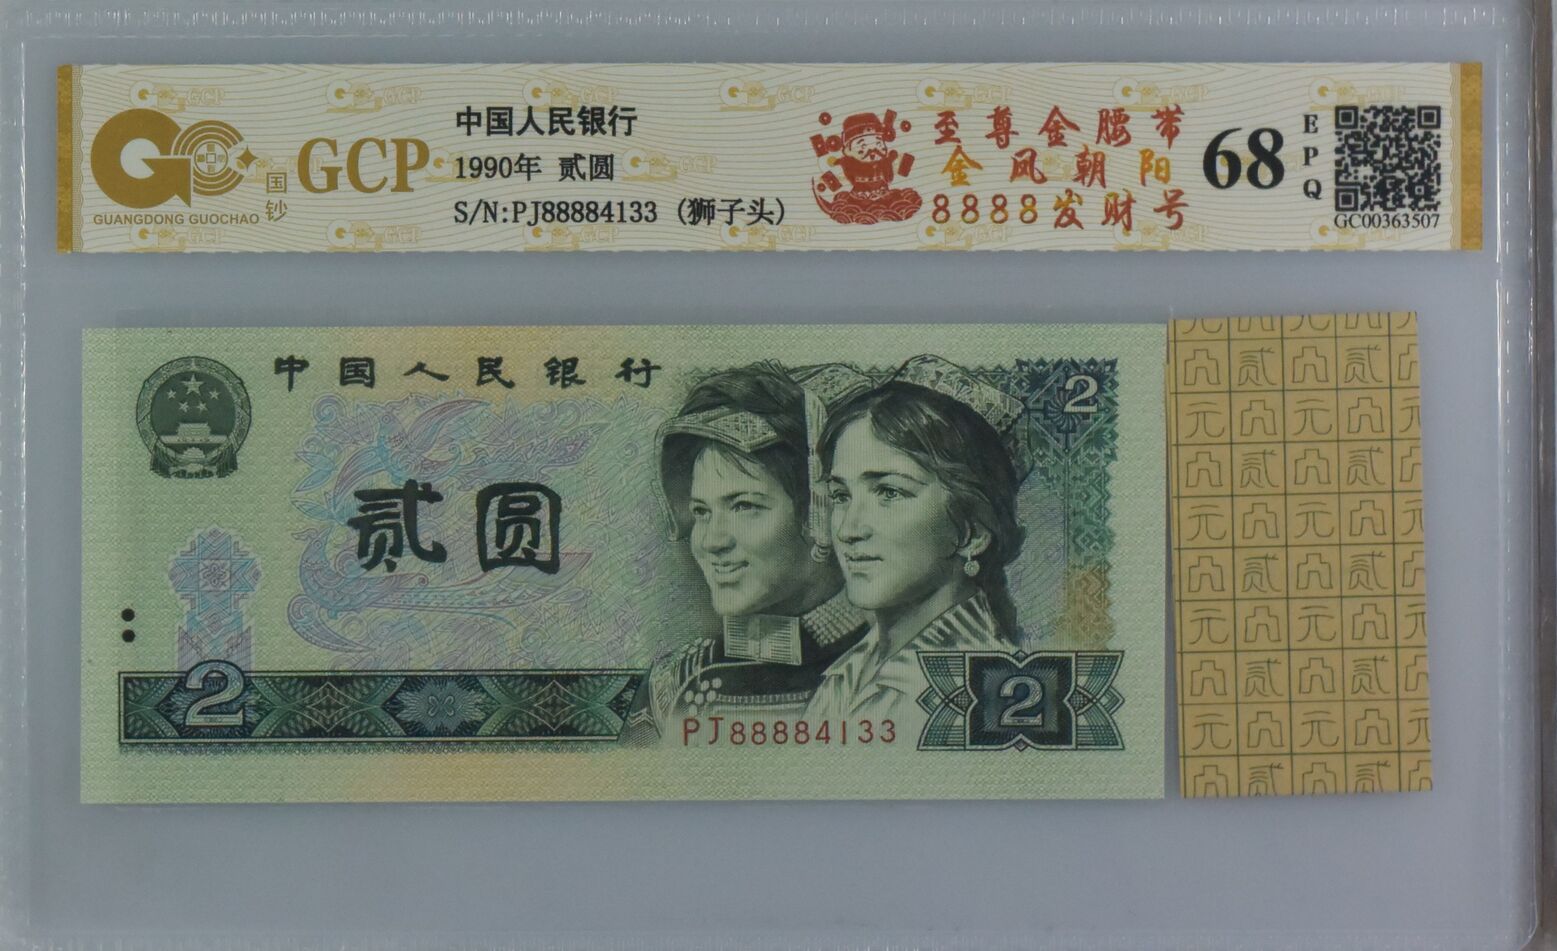 GCP
国钞
GUANGDONG GUOCHAO
中国人民银行
1990年 贰圆
S/N:PJ88884133 (狮子头)
至尊金腰带
金凤朝阳
8888发财号
68
EPQ
GC00363507
中国人民银行
2
贰圆
2
PJ88884133
2